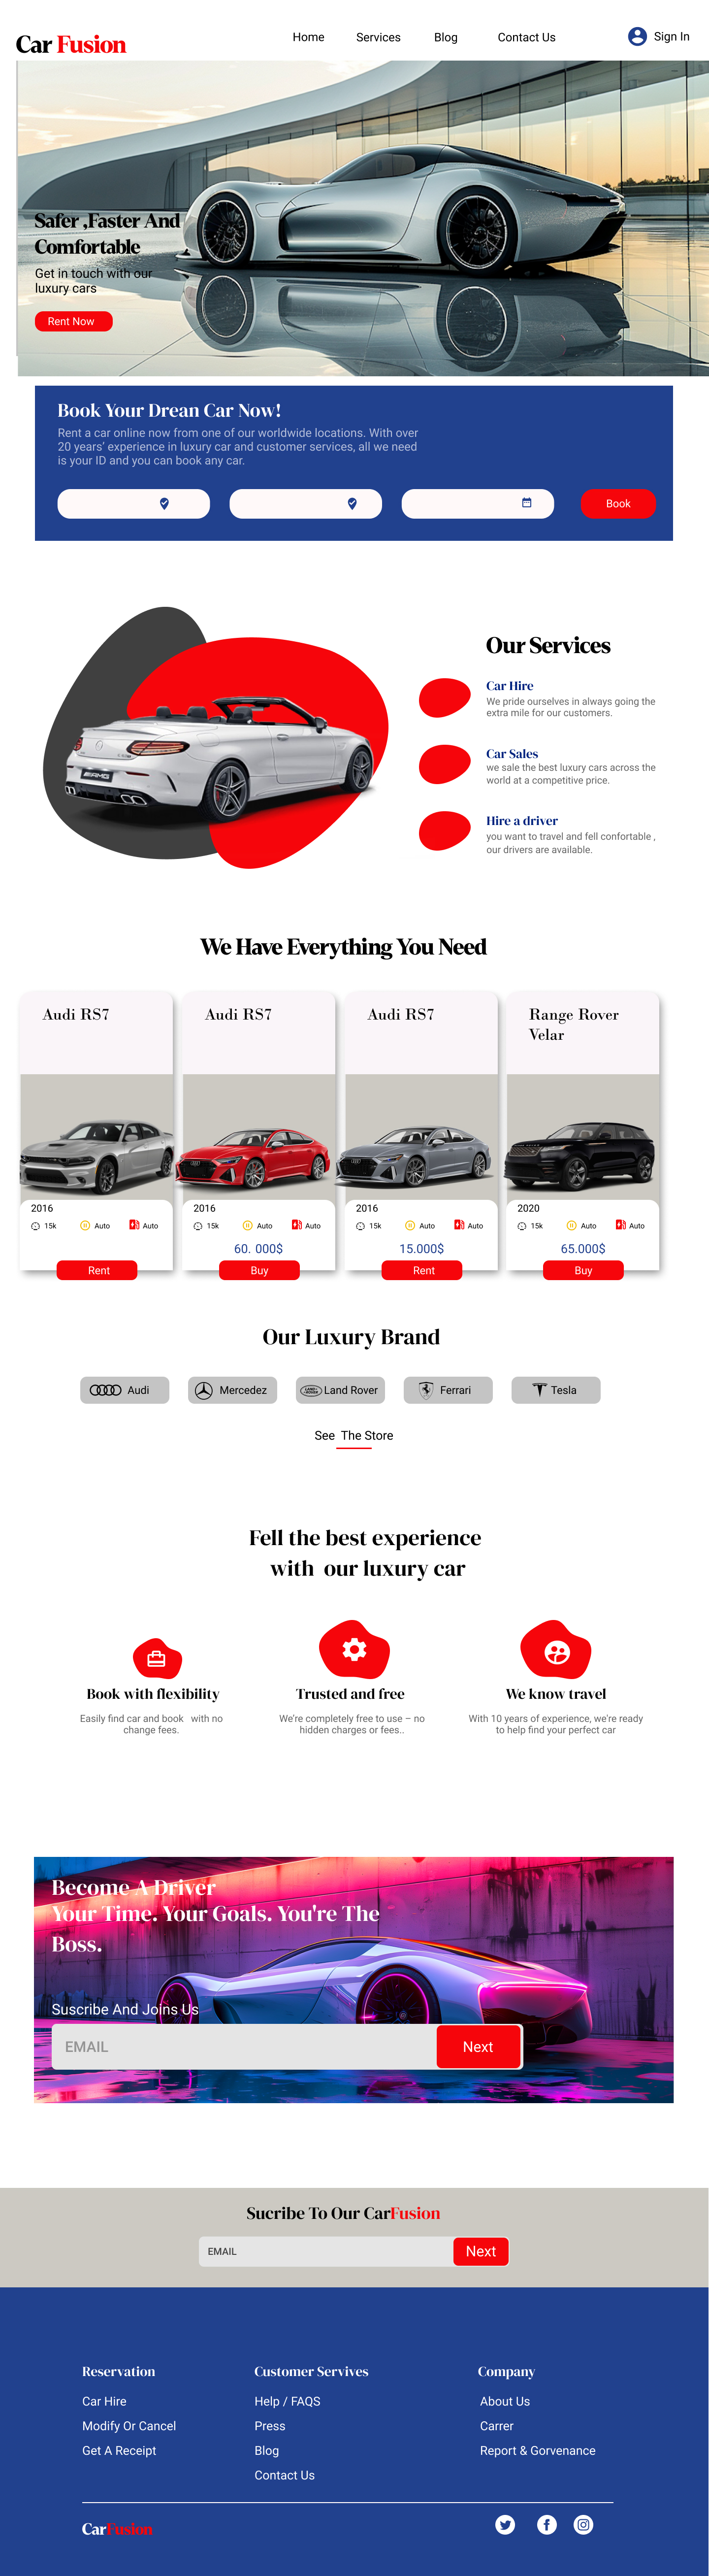 Car Fusion
Home Services Blog Contact Us Sign In
Safer ,Faster And
Comfortable
Get in touch with our
luxury cars
Rent Now
Book Your Drean Car Now!
Rent a car online now from one of our worldwide locations. With over
20 years’ experience in luxury car and customer services, all we need
is your ID and you can book any car.
Book
Our Services
Car Hire
We pride ourselves in always going the
extra mile for our customers.
Car Sales
we sale the best luxury cars across the
world at a competitive price.
Hire a driver
you want to travel and fell confortable ,
our drivers are available.
AMG
We Have Everything You Need
Audi RS7
2016
15k Auto Auto
Rent
Audi RS7
2016
15k Auto Auto
60. 000$
Buy
Audi RS7
2016
15k Auto Auto
15.000$
Rent
Range Rover
Velar
2020
15k Auto Auto
65.000$
Buy
Our Luxury Brand
Audi Mercedez Land Rover Ferrari Tesla
See The Store
Fell the best experience
with our luxury car
Book with flexibility
Easily find car and book with no
change fees.
Trusted and free
We’re completely free to use – no
hidden charges or fees..
We know travel
With 10 years of experience, we're ready
to help find your perfect car
Become A Driver
Your Time. Your Goals. You're The
Boss.
Suscribe And Joins Us
EMAIL
Next
Sucribe To Our CarFusion
EMAIL
Next
Reservation
Car Hire
Modify Or Cancel
Get A Receipt
Customer Servives
Help / FAQS
Press
Blog
Contact Us
Company
About Us
Carrer
Report & Gorvenance
CarFusion